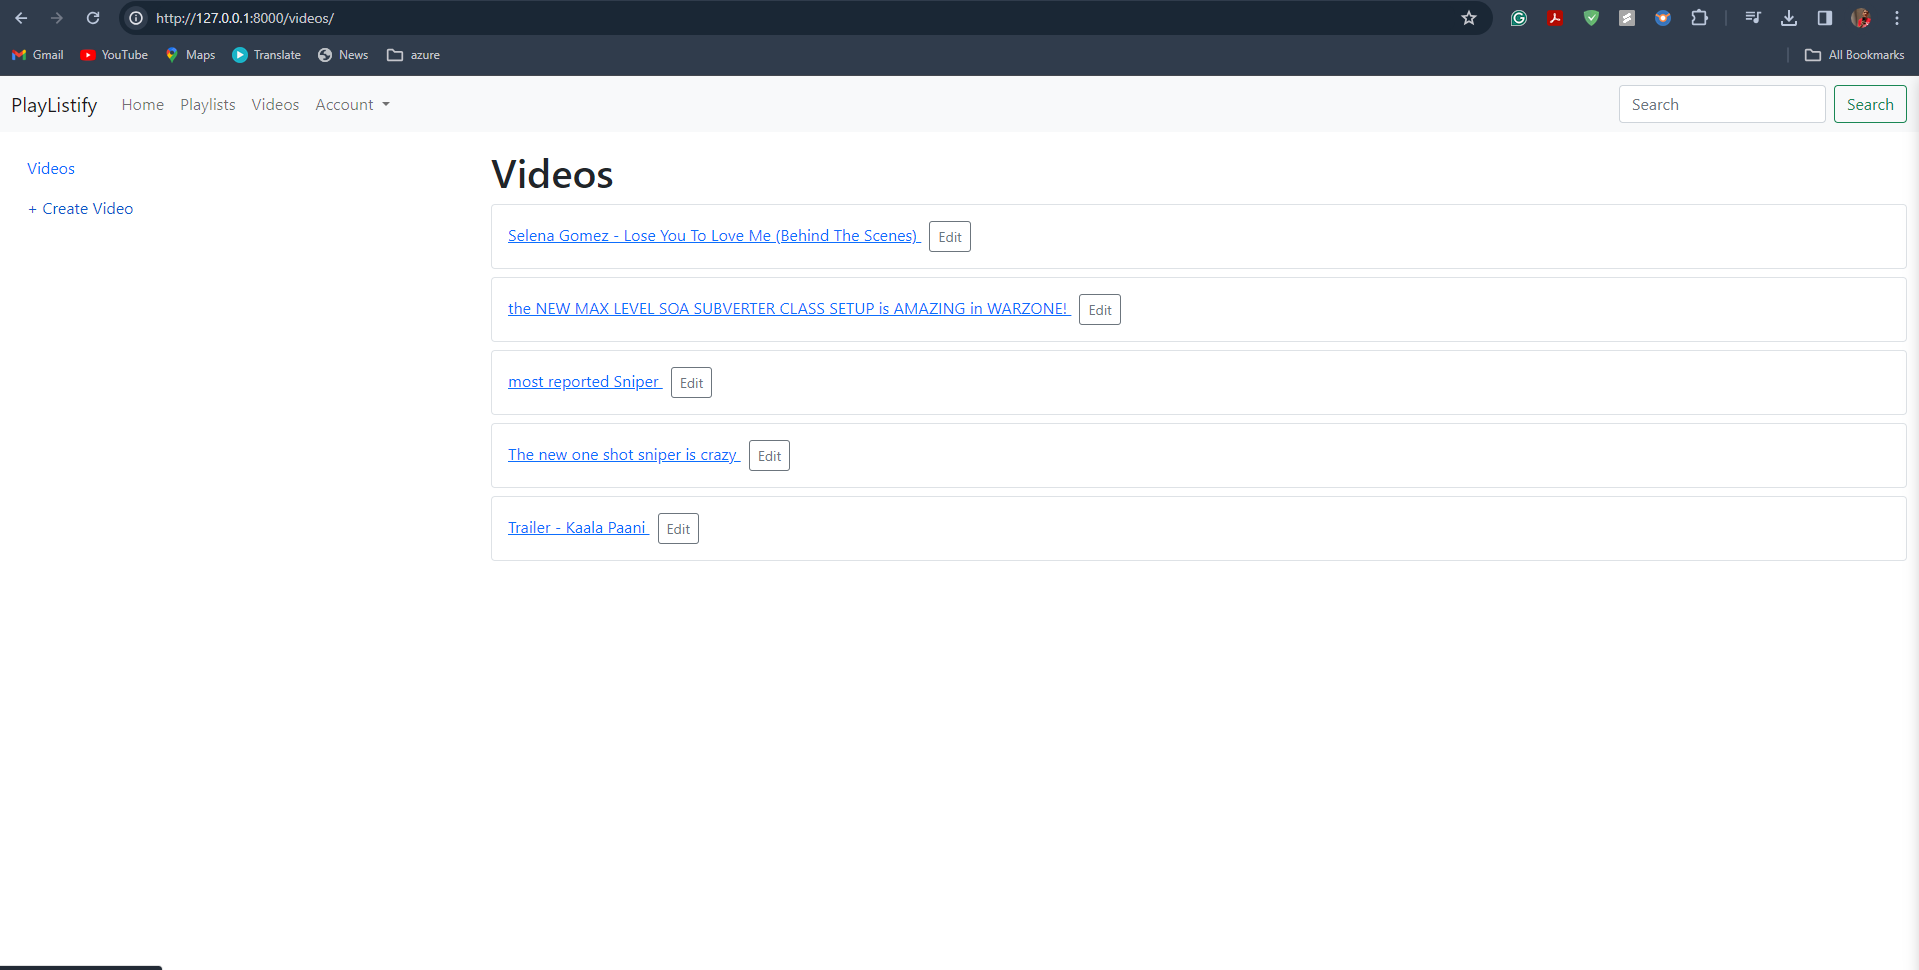 http://127.0.0.1:8000/videos/
Gmail YouTube Maps Translate News azure All Bookmarks
PlayListify Home Playlists Videos Account Search Search
Videos
+ Create Video
Videos
Selena Gomez - Lose You To Love Me (Behind The Scenes) Edit
the NEW MAX LEVEL SOA SUBVERTER CLASS SETUP is AMAZING in WARZONE! Edit
most reported Sniper Edit
The new one shot sniper is crazy Edit
Trailer - Kaala Paani Edit